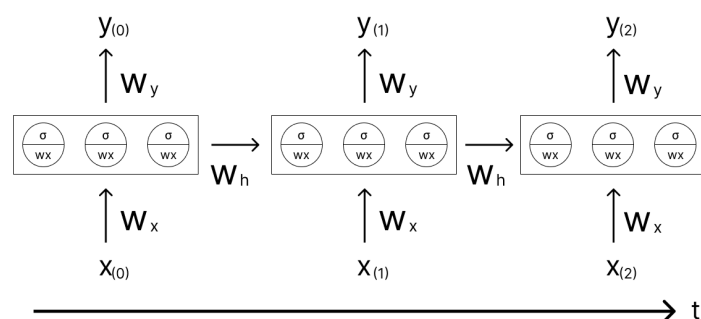 y(0) y(1) y(2)
Wy Wy Wy
σ σ σ σ σ σ σ σ σ
wx wx wx wx wx wx wx wx wx
Wh Wh
Wx Wx Wx
x(0) x(1) x(2)
t